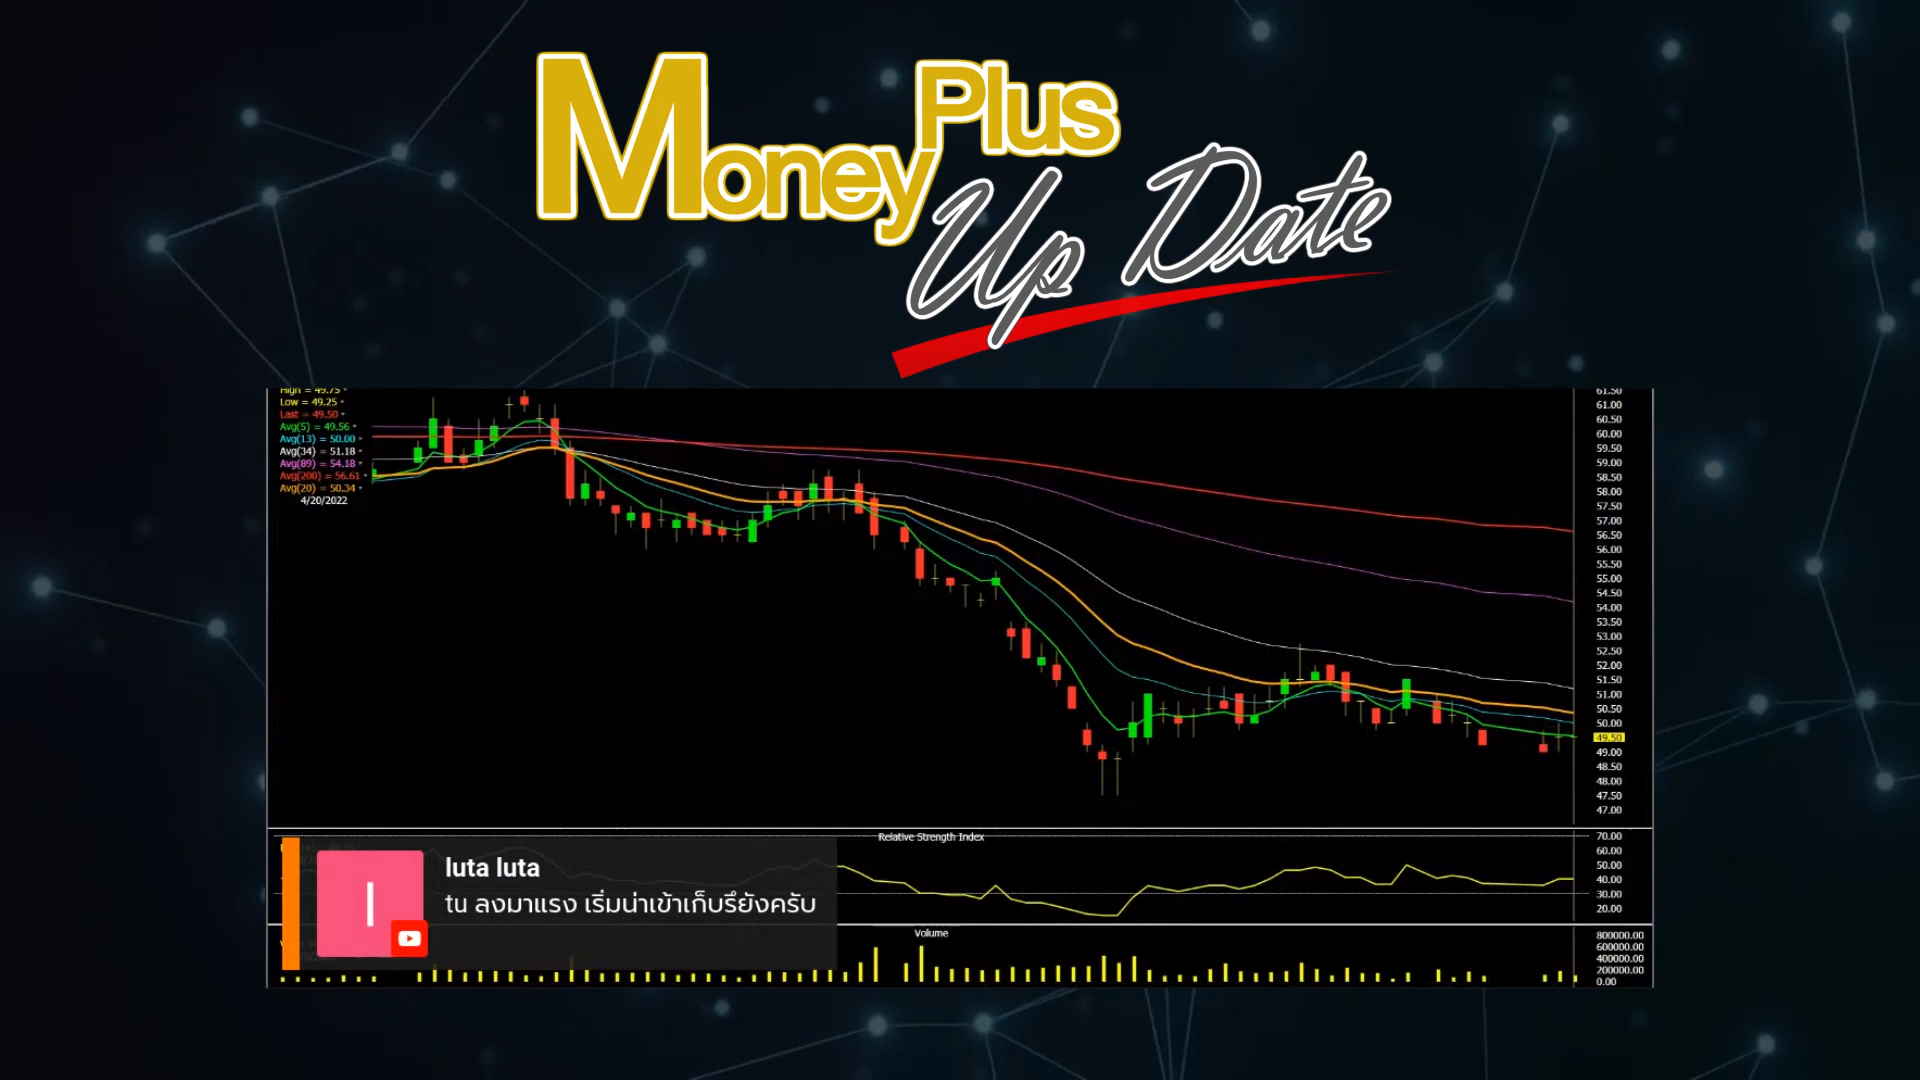 Money Plus
Up Date
High = 49.75
Low = 49.25
Last = 49.50
Avg(5) = 49.56
Avg(13) = 50.00
Avg(34) = 51.18
Avg(89) = 54.18
Avg(200) = 56.61
Avg(20) = 50.34
4/20/2022
61.50
61.00
60.50
60.00
59.50
59.00
58.50
58.00
57.50
57.00
56.50
56.00
55.50
55.00
54.50
54.00
53.50
53.00
52.50
52.00
51.50
51.00
50.50
50.00
49.50
49.00
48.50
48.00
47.50
47.00
Relative Strength Index
70.00
60.00
50.00
40.00
30.00
20.00
luta luta
tu ลงมาแรง เริ่มน่าเข้าเก็บรึยังครับ
l
Volume
800000.00
600000.00
400000.00
200000.00
0.00